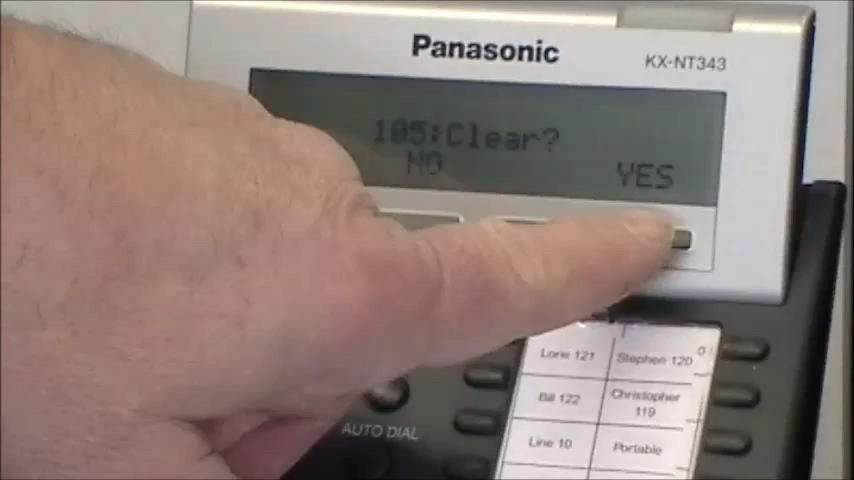 Panasonic
KX-NT343
105:Clear?
NO YES
Lorie 121 Stephen 120
Bill 122 Christopher 119
Line 10 Portable
AUTO DIAL